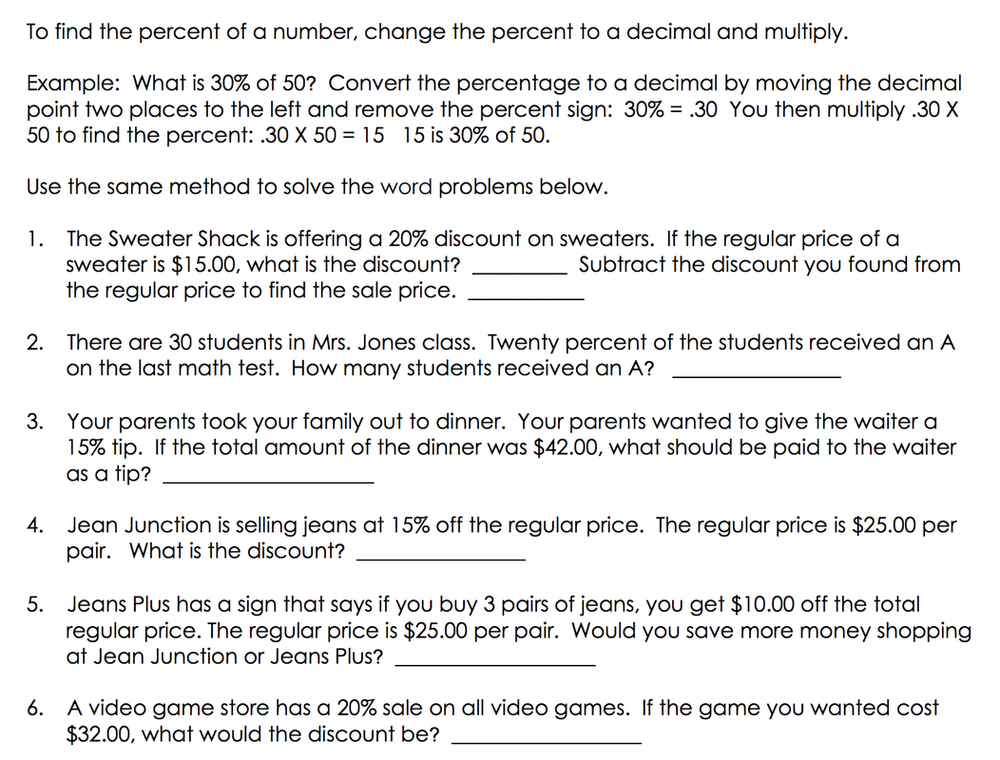 To find the percent of a number, change the percent to a decimal and multiply.
Example:  What is 30% of 50?  Convert the percentage to a decimal by moving the decimal
point two places to the left and remove the percent sign:  30% = .30  You then multiply .30 X
50 to find the percent: .30 X 50 = 15   15 is 30% of 50.
Use the same method to solve the word problems below.
1.   The Sweater Shack is offering a 20% discount on sweaters.  If the regular price of a
sweater is $15.00, what is the discount? _________ Subtract the discount you found from
the regular price to find the sale price. ___________
2.   There are 30 students in Mrs. Jones class.  Twenty percent of the students received an A
on the last math test.  How many students received an A?  ________________
3.   Your parents took your family out to dinner.  Your parents wanted to give the waiter a
15% tip.  If the total amount of the dinner was $42.00, what should be paid to the waiter
as a tip? ____________________
4.   Jean Junction is selling jeans at 15% off the regular price.  The regular price is $25.00 per
pair.   What is the discount? ________________
5.   Jeans Plus has a sign that says if you buy 3 pairs of jeans, you get $10.00 off the total
regular price. The regular price is $25.00 per pair.  Would you save more money shopping
at Jean Junction or Jeans Plus? ___________________
6.   A video game store has a 20% sale on all video games.  If the game you wanted cost
$32.00, what would the discount be? __________________